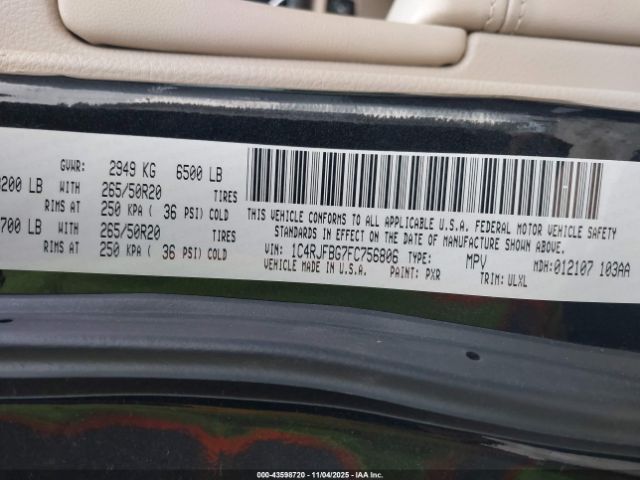 GVWR: 2949 KG 6500 LB
200 LB WITH 265/50R20 TIRES
RIMS AT 250 KPA ( 36 PSI) COLD
700 LB WITH 265/50R20 TIRES
RIMS AT 250 KPA ( 36 PSI) COLD
THIS VEHICLE CONFORMS TO ALL APPLICABLE U.S.A. FEDERAL MOTOR VEHICLE SAFETY
STANDARDS IN EFFECT ON THE DATE OF MANUFACTURE SHOWN ABOVE.
VIN: 1C4RJFBG7FC756806 TYPE: MPV MDH:012107 103AA
VEHICLE MADE IN U.S.A. PAINT: PXR TRIM: ULXL
000-43598720 - 11/04/2025 - IAA Inc.